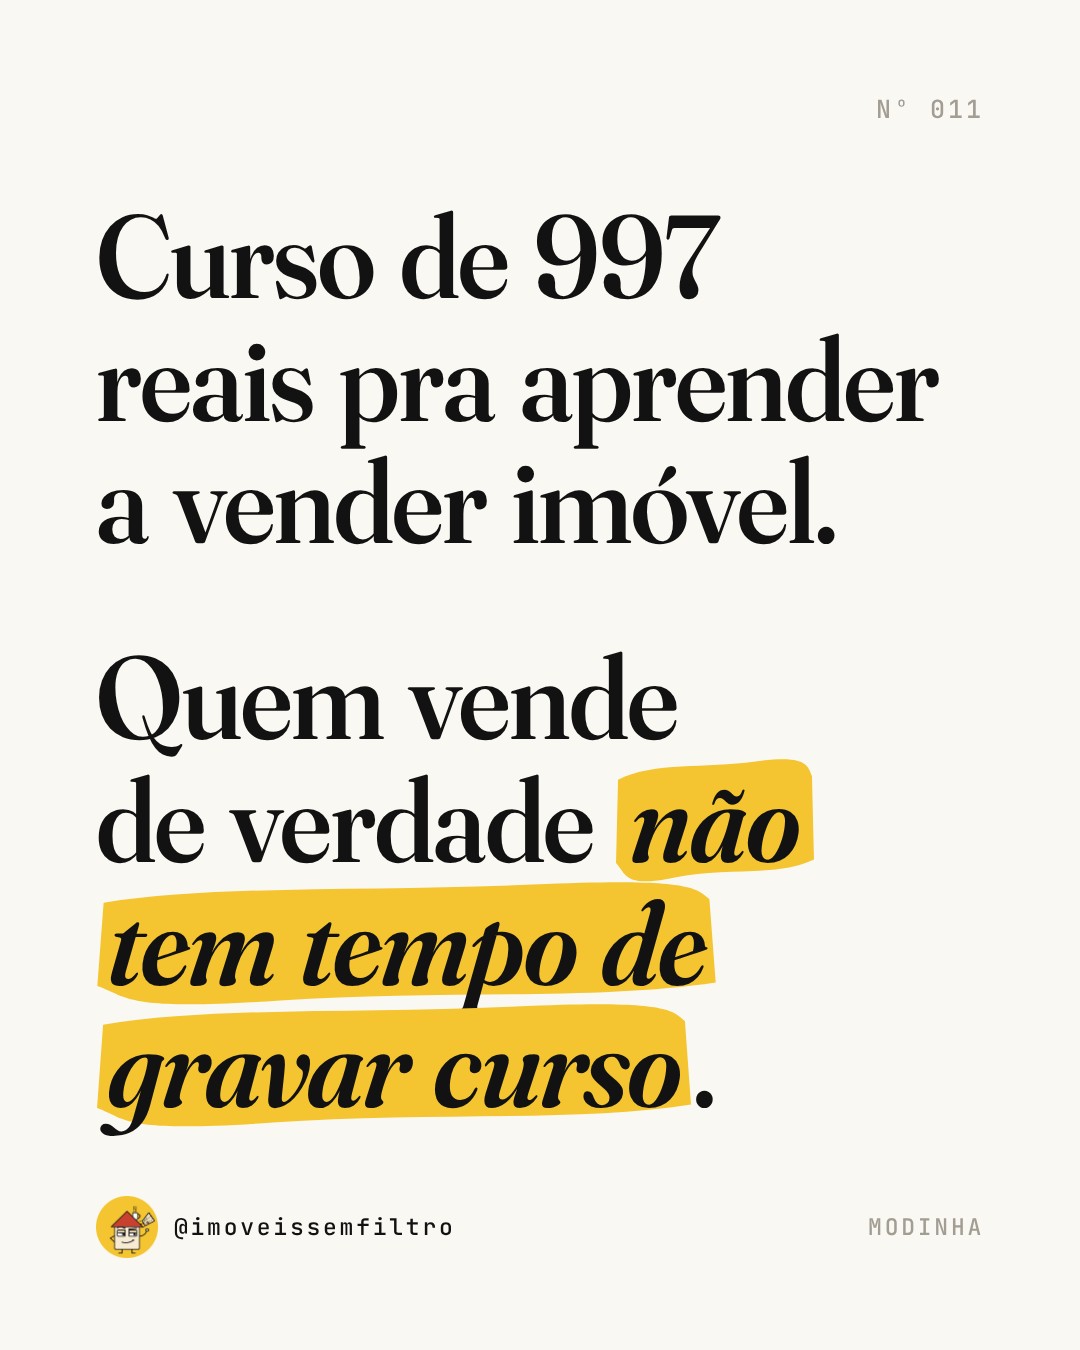 Nº 011
Curso de 997
reais pra aprender
a vender imóvel.
Quem vende
de verdade não
tem tempo de
gravar curso.
@imoveissemfiltro
MODINHA